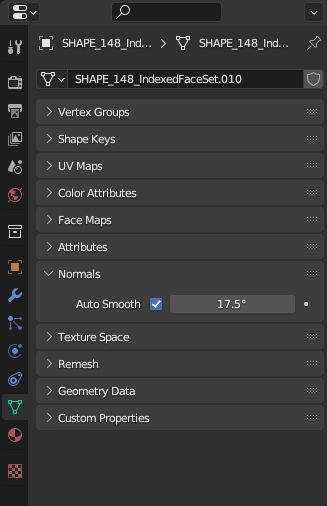 SHAPE_148_Ind...
SHAPE_148_Ind...
SHAPE_148_IndexedFaceSet.010
Vertex Groups
Shape Keys
UV Maps
Color Attributes
Face Maps
Attributes
Normals
Auto Smooth 17.5°
Texture Space
Remesh
Geometry Data
Custom Properties